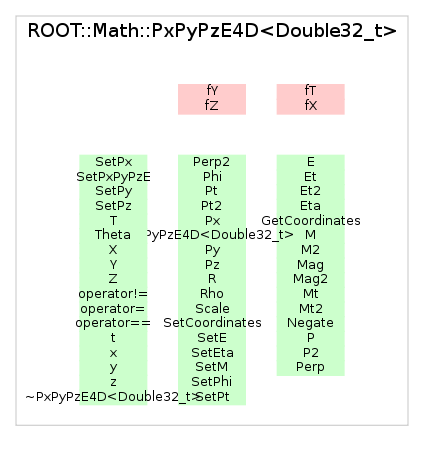 ROOT::Math::PxPyPzE4D<Double32_t>
fY
fZ
fT
fX
SetPx
SetPxPyPzE
SetPy
SetPz
T
Theta
X
Y
Z
operator!=
operator=
operator==
t
x
y
z
~PxPyPzE4D<Double32_t>
Perp2
Phi
Pt
Pt2
Px
PyPzE4D<Double32_t>
Py
Pz
R
Rho
Scale
SetCoordinates
SetE
SetEta
SetM
SetPhi
SetPt
E
Et
Et2
Eta
GetCoordinates
M
M2
Mag
Mag2
Mt
Mt2
Negate
P
P2
Perp